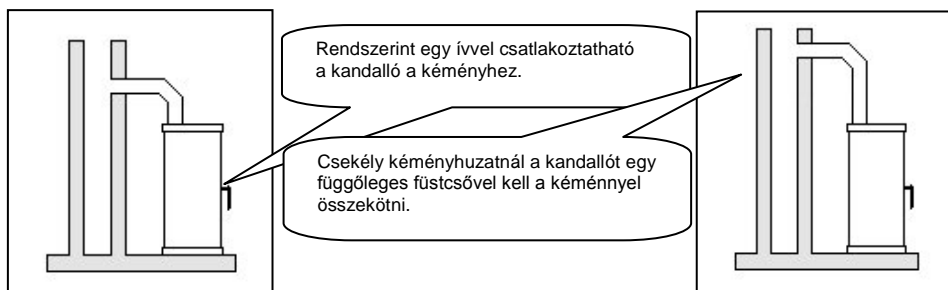 Rendszerint egy ívvel csatlakoztatható
a kandalló a kéményhez.
Csekély kéményhuzatnál a kandallót egy
függőleges füstcsővel kell a kéménnyel
összekötni.